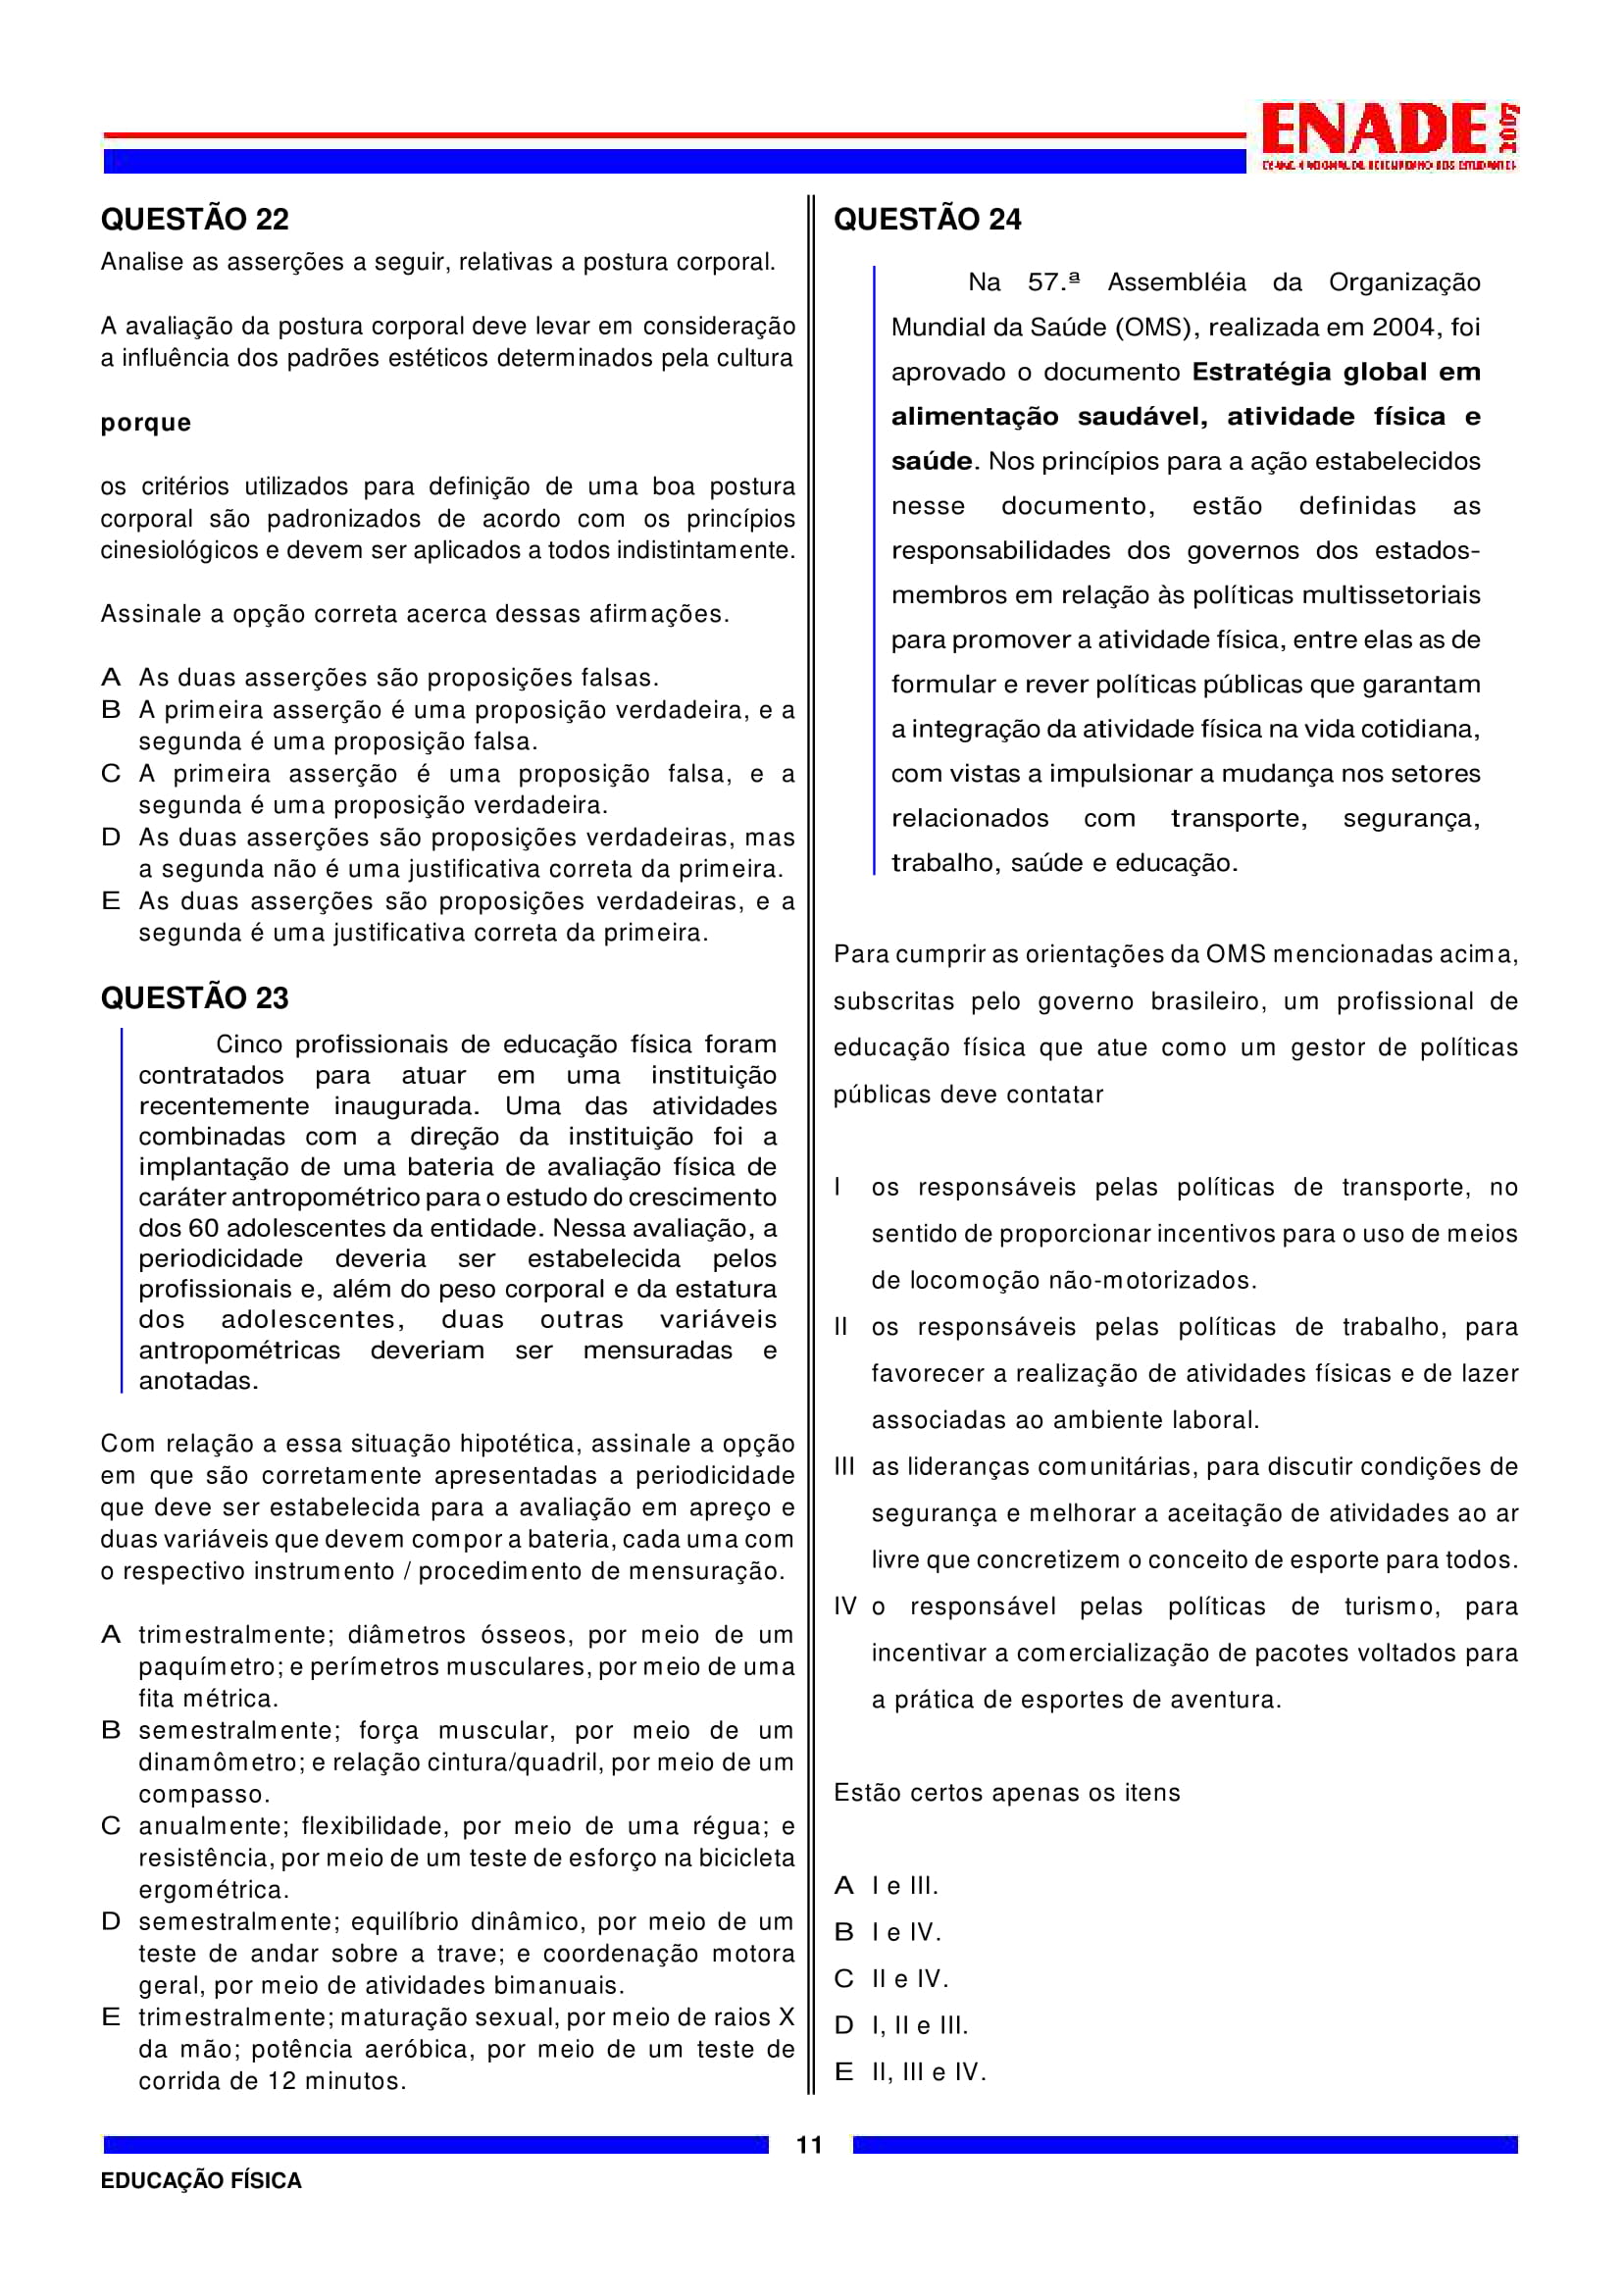 ENADE 2007
EXAME NACIONAL DE DESEMPENHO DOS ESTUDANTES
QUESTÃO 22
Analise as asserções a seguir, relativas a postura corporal.
A avaliação da postura corporal deve levar em consideração
a influência dos padrões estéticos determinados pela cultura
porque
os critérios utilizados para definição de uma boa postura
corporal são padronizados de acordo com os princípios
cinesiológicos e devem ser aplicados a todos indistintamente.
Assinale a opção correta acerca dessas afirmações.
A As duas asserções são proposições falsas.
B A primeira asserção é uma proposição verdadeira, e a
segunda é uma proposição falsa.
C A primeira asserção é uma proposição falsa, e a
segunda é uma proposição verdadeira.
D As duas asserções são proposições verdadeiras, mas
a segunda não é uma justificativa correta da primeira.
E As duas asserções são proposições verdadeiras, e a
segunda é uma justificativa correta da primeira.
QUESTÃO 23
Cinco profissionais de educação física foram
contratados para atuar em uma instituição
recentemente inaugurada. Uma das atividades
combinadas com a direção da instituição foi a
implantação de uma bateria de avaliação física de
caráter antropométrico para o estudo do crescimento
dos 60 adolescentes da entidade. Nessa avaliação, a
periodicidade deveria ser estabelecida pelos
profissionais e, além do peso corporal e da estatura
dos adolescentes, duas outras variáveis
antropométricas deveriam ser mensuradas e
anotadas.
Com relação a essa situação hipotética, assinale a opção
em que são corretamente apresentadas a periodicidade
que deve ser estabelecida para a avaliação em apreço e
duas variáveis que devem compor a bateria, cada uma com
o respectivo instrumento / procedimento de mensuração.
A trimestralmente; diâmetros ósseos, por meio de um
paquímetro; e perímetros musculares, por meio de uma
fita métrica.
B semestralmente; força muscular, por meio de um
dinamômetro; e relação cintura/quadril, por meio de um
compasso.
C anualmente; flexibilidade, por meio de uma régua; e
resistência, por meio de um teste de esforço na bicicleta
ergométrica.
D semestralmente; equilíbrio dinâmico, por meio de um
teste de andar sobre a trave; e coordenação motora
geral, por meio de atividades bimanuais.
E trimestralmente; maturação sexual, por meio de raios X
da mão; potência aeróbica, por meio de um teste de
corrida de 12 minutos.
QUESTÃO 24
Na 57.ª Assembléia da Organização
Mundial da Saúde (OMS), realizada em 2004, foi
aprovado o documento Estratégia global em
alimentação saudável, atividade física e
saúde. Nos princípios para a ação estabelecidos
nesse documento, estão definidas as
responsabilidades dos governos dos estados-
membros em relação às políticas multissetoriais
para promover a atividade física, entre elas as de
formular e rever políticas públicas que garantam
a integração da atividade física na vida cotidiana,
com vistas a impulsionar a mudança nos setores
relacionados com transporte, segurança,
trabalho, saúde e educação.
Para cumprir as orientações da OMS mencionadas acima,
subscritas pelo governo brasileiro, um profissional de
educação física que atue como um gestor de políticas
públicas deve contatar
I os responsáveis pelas políticas de transporte, no
sentido de proporcionar incentivos para o uso de meios
de locomoção não-motorizados.
II os responsáveis pelas políticas de trabalho, para
favorecer a realização de atividades físicas e de lazer
associadas ao ambiente laboral.
III as lideranças comunitárias, para discutir condições de
segurança e melhorar a aceitação de atividades ao ar
livre que concretizem o conceito de esporte para todos.
IV o responsável pelas políticas de turismo, para
incentivar a comercialização de pacotes voltados para
a prática de esportes de aventura.
Estão certos apenas os itens
A I e III.
B I e IV.
C II e IV.
D I, II e III.
E II, III e IV.
11
EDUCAÇÃO FÍSICA